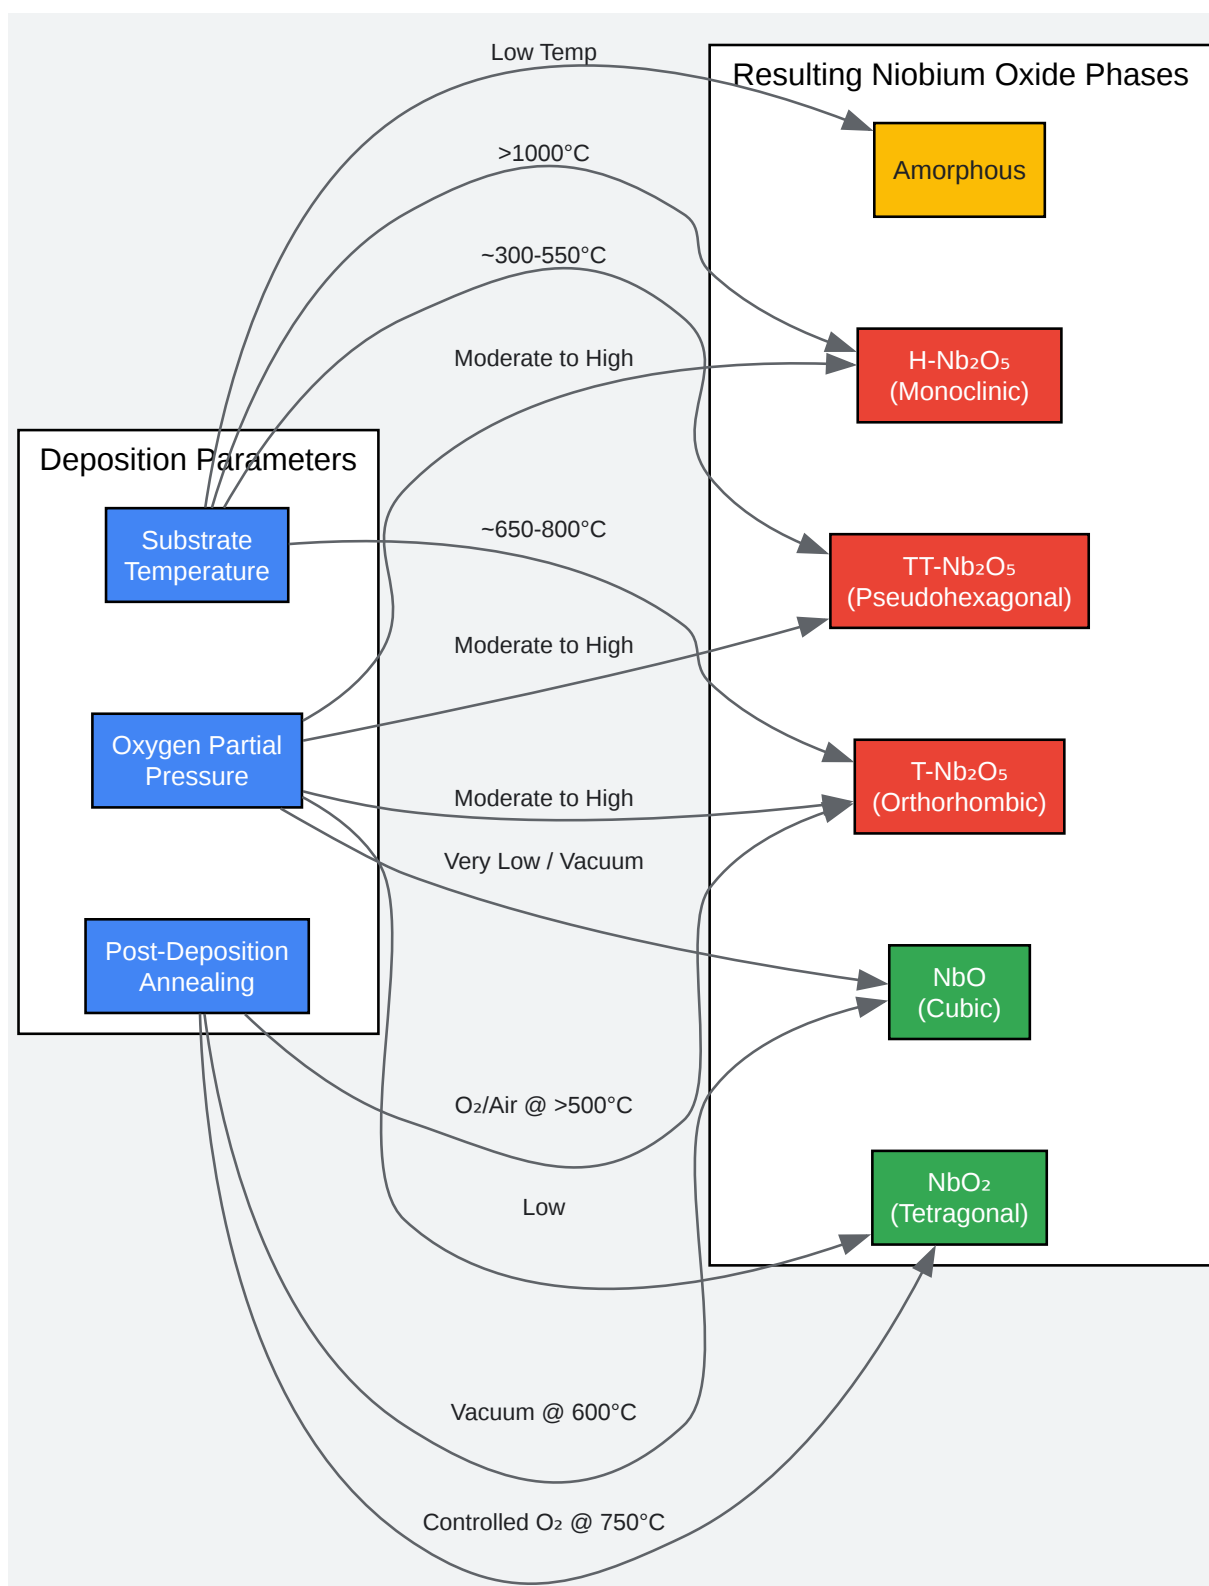 Low Temp
Resulting Niobium Oxide Phases
>1000°C
Amorphous
~300-550°C
Moderate to High
H-Nb₂O₅
(Monoclinic)
Deposition Parameters
Substrate
Temperature
~650-800°C
TT-Nb₂O₅
(Pseudohexagonal)
Moderate to High
Oxygen Partial
Pressure
Moderate to High
T-Nb₂O₅
(Orthorhombic)
Very Low / Vacuum
Post-Deposition
Annealing
NbO
(Cubic)
O₂/Air @ >500°C
Low
NbO₂
(Tetragonal)
Vacuum @ 600°C
Controlled O₂ @ 750°C